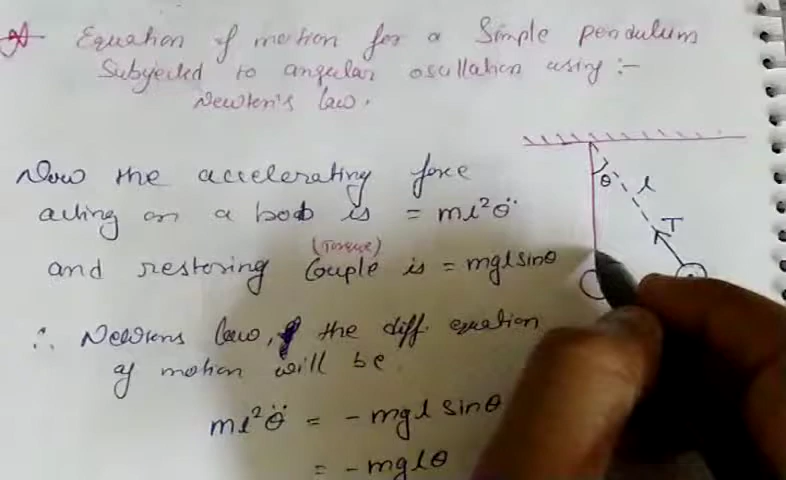 Equation of motion for a Simple pendulum
Subjected to angular oscillation using :-
Newton's law.
Now the accelerating force
acting on a bob is = ml²θ̈
(Torque)
and restoring Couple is = mglsinθ
∴ Newtons law, the diff. equation
of motion will be
ml²θ̈ = - mgl sinθ
= - mglθ
θ
l
T